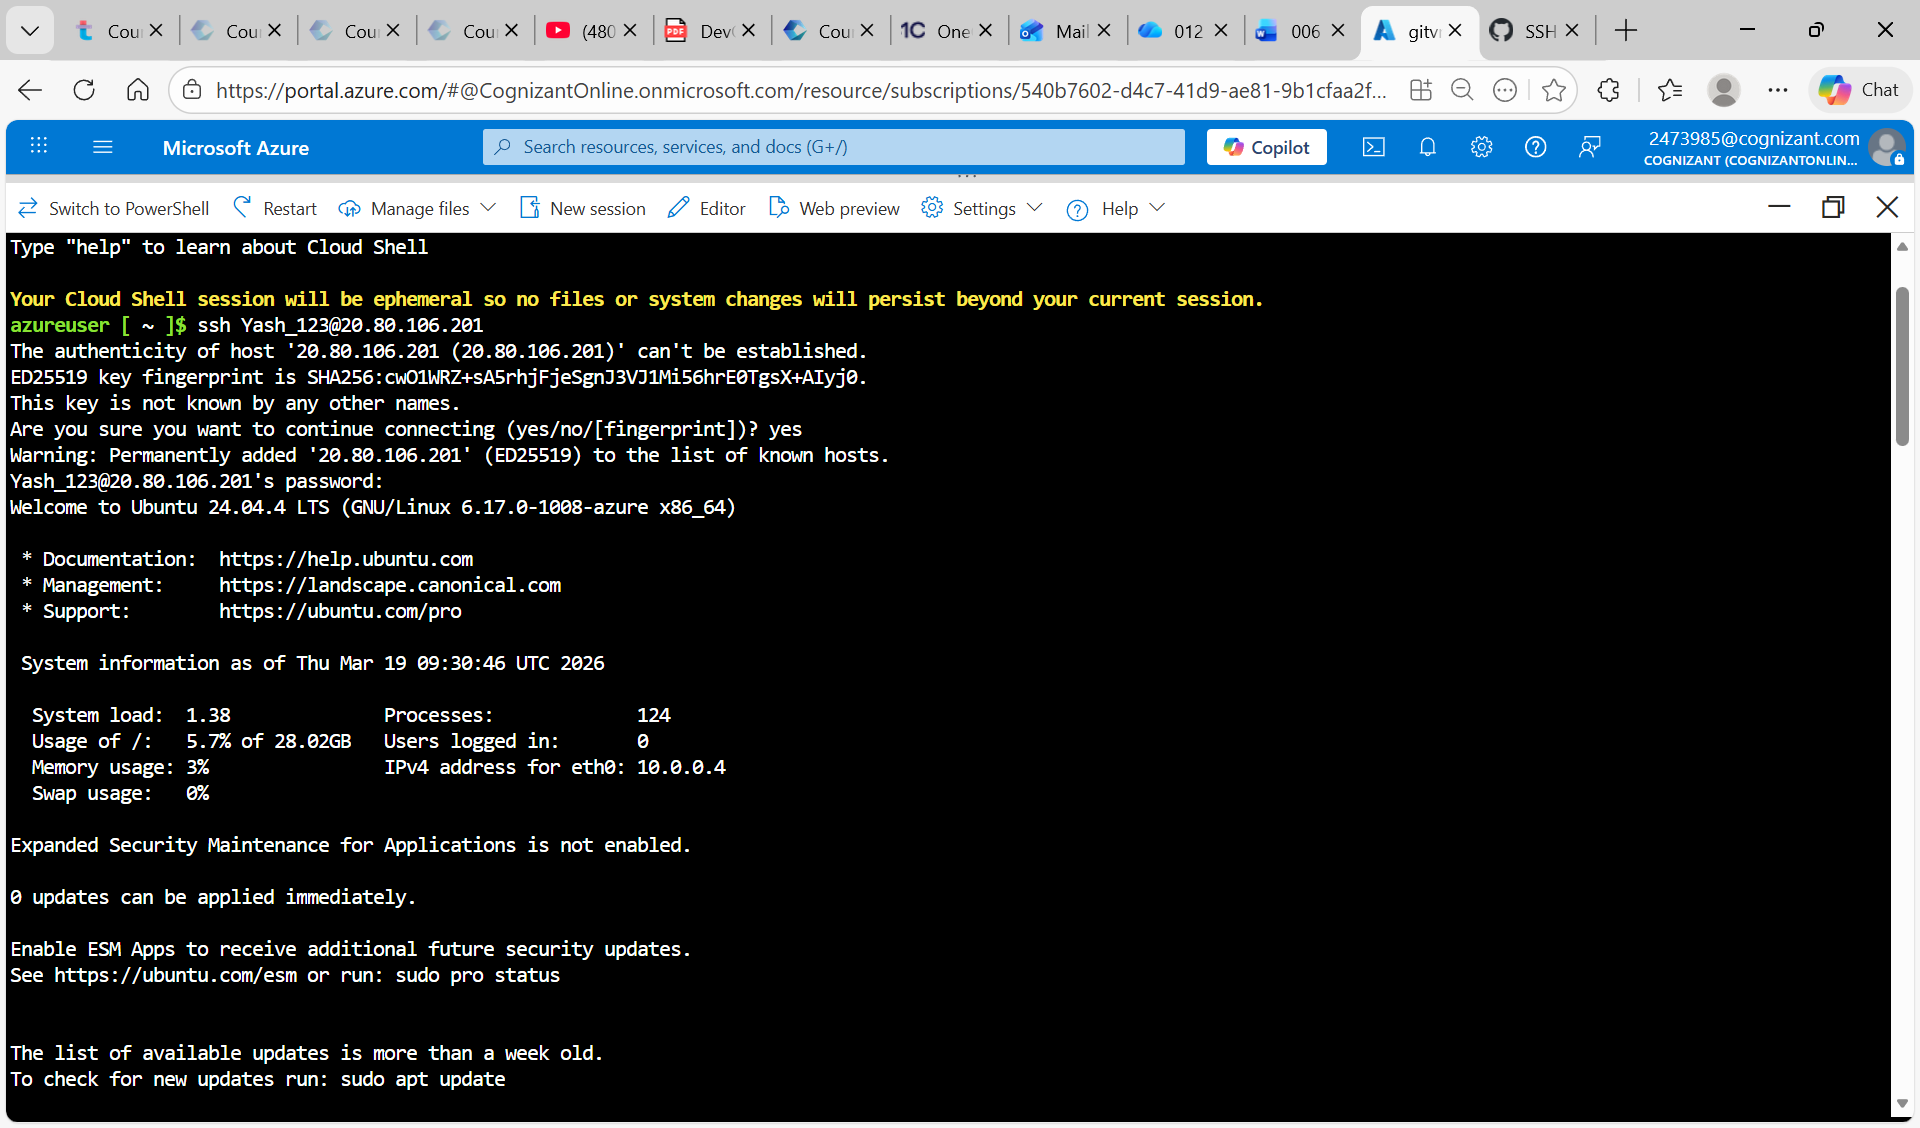 Cour
Cour
Cour
Cour
(480
DevO
Cour
1C One
Mail
012
006
gitv
SSH
https://portal.azure.com/#@CognizantOnline.onmicrosoft.com/resource/subscriptions/540b7602-d4c7-41d9-ae81-9b1cfaa2f...
Chat
Microsoft Azure
Search resources, services, and docs (G+/)
Copilot
2473985@cognizant.com
COGNIZANT (COGNIZANTONLIN...
Switch to PowerShell Restart Manage files New session Editor Web preview Settings Help
Type "help" to learn about Cloud Shell
Your Cloud Shell session will be ephemeral so no files or system changes will persist beyond your current session.
azureuser [ ~ ]$ ssh Yash_123@20.80.106.201
The authenticity of host '20.80.106.201 (20.80.106.201)' can't be established.
ED25519 key fingerprint is SHA256:cwO1WRZ+sA5rhjFjeSgnJ3VJ1Mi56hrE0TgsX+AIyj0.
This key is not known by any other names.
Are you sure you want to continue connecting (yes/no/[fingerprint])? yes
Warning: Permanently added '20.80.106.201' (ED25519) to the list of known hosts.
Yash_123@20.80.106.201's password:
Welcome to Ubuntu 24.04.4 LTS (GNU/Linux 6.17.0-1008-azure x86_64)
* Documentation: https://help.ubuntu.com
* Management: https://landscape.canonical.com
* Support: https://ubuntu.com/pro
System information as of Thu Mar 19 09:30:46 UTC 2026
System load: 1.38 Processes: 124
Usage of /: 5.7% of 28.02GB Users logged in: 0
Memory usage: 3% IPv4 address for eth0: 10.0.0.4
Swap usage: 0%
Expanded Security Maintenance for Applications is not enabled.
0 updates can be applied immediately.
Enable ESM Apps to receive additional future security updates.
See https://ubuntu.com/esm or run: sudo pro status
The list of available updates is more than a week old.
To check for new updates run: sudo apt update